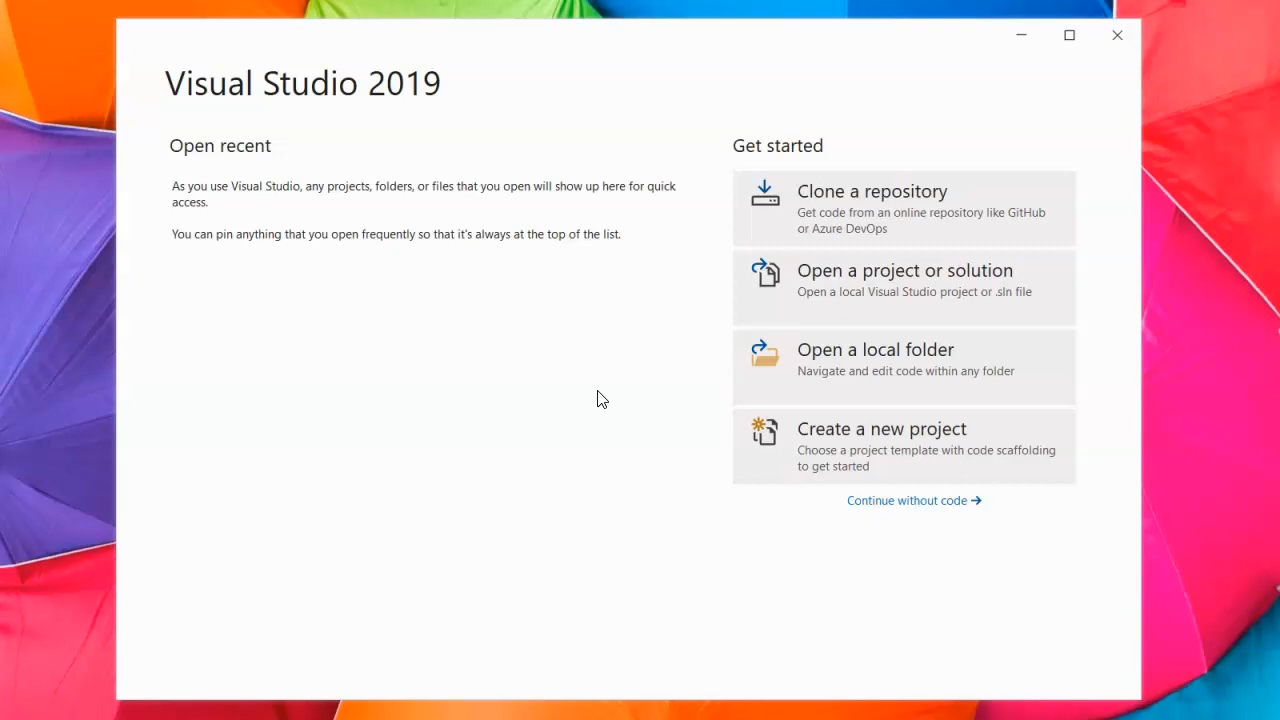 Visual Studio 2019
Open recent
As you use Visual Studio, any projects, folders, or files that you open will show up here for quick
access.
You can pin anything that you open frequently so that it's always at the top of the list.
Get started
Clone a repository
Get code from an online repository like GitHub
or Azure DevOps
Open a project or solution
Open a local Visual Studio project or .sln file
Open a local folder
Navigate and edit code within any folder
Create a new project
Choose a project template with code scaffolding
to get started
Continue without code →